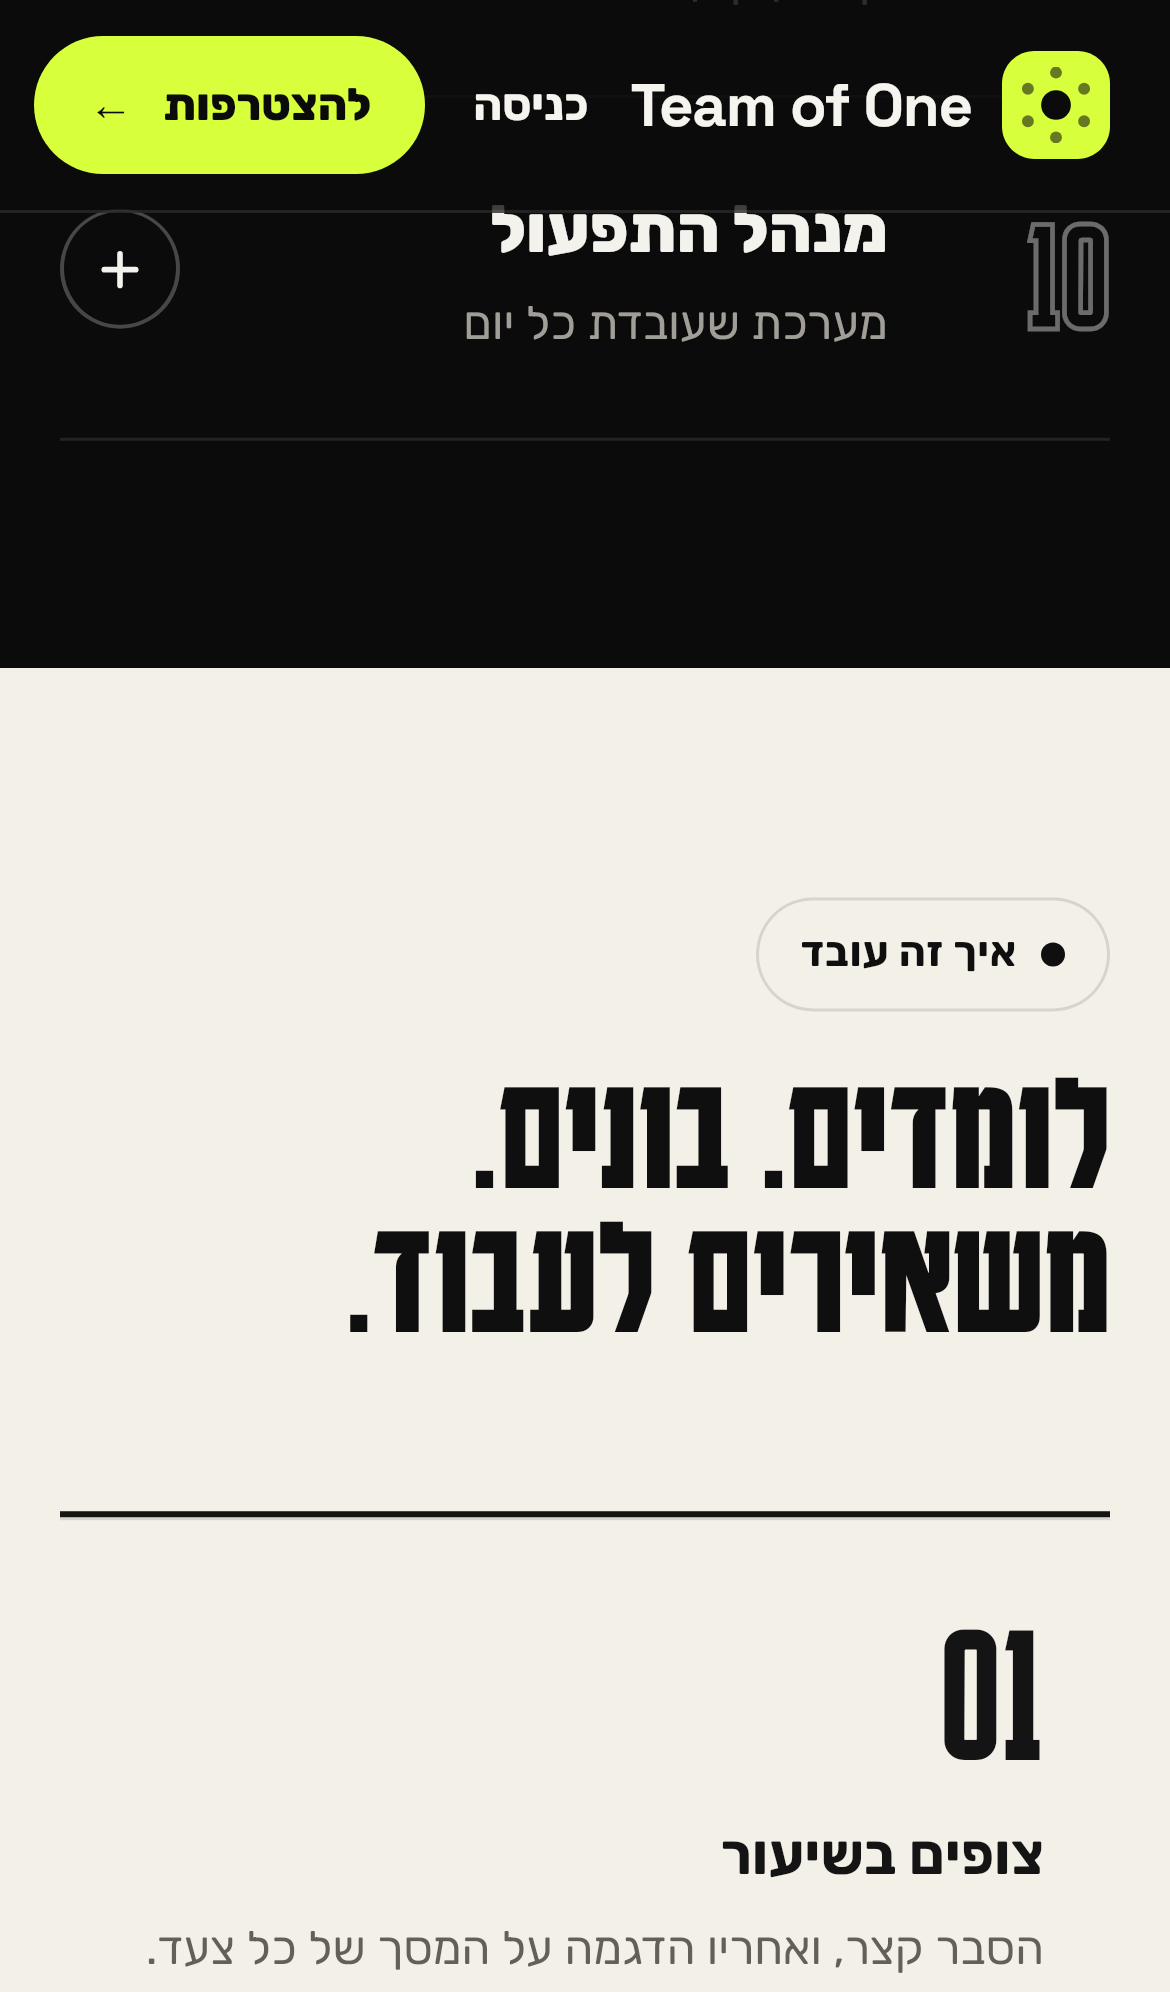 Team of One
כניסה
להצטרפות ←
10
מנהל התפעול
מערכת שעובדת כל יום
איך זה עובד
לומדים. בונים.
משאירים לעבוד.
01
צופים בשיעור
הסבר קצר, ואחריו הדגמה על המסך של כל צעד.